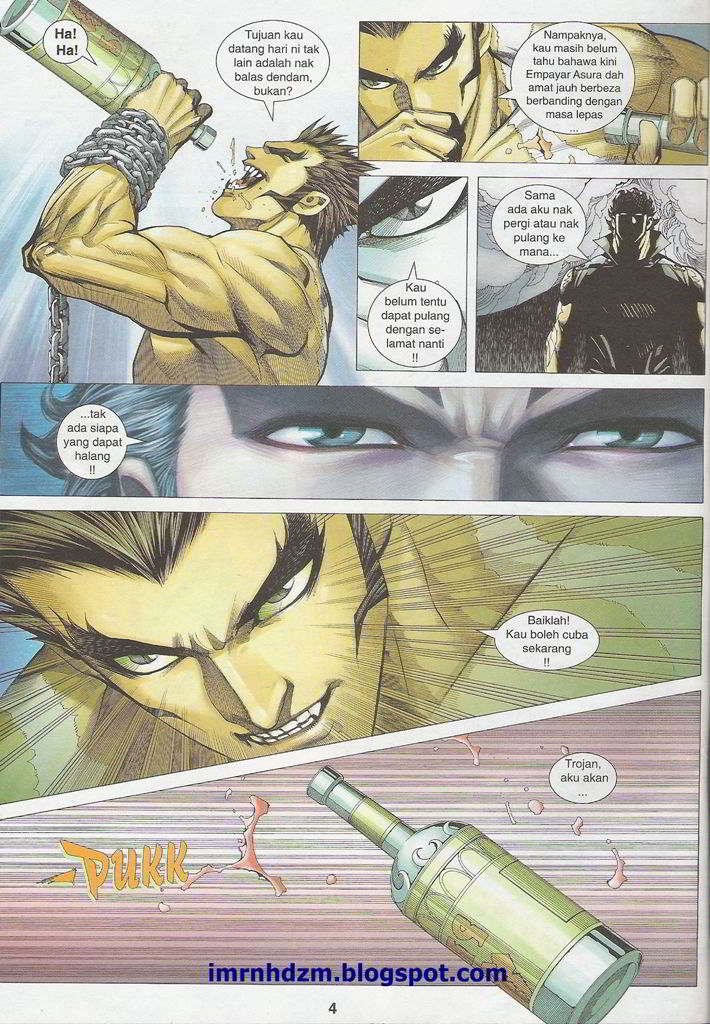 Ha!
Ha!
Tujuan kau
datang hari ni tak
lain adalah nak
balas dendam,
bukan?
Nampaknya,
kau masih belum
tahu bahawa kini
Empayar Asura dah
amat jauh berbeza
berbanding dengan
masa lepas
...
Kau
belum tentu
dapat pulang
dengan se-
lamat nanti
!!
Sama
ada aku nak
pergi atau nak
pulang ke
mana...
...tak
ada siapa
yang dapat
halang
!!
Baiklah!
Kau boleh cuba
sekarang
!!
Trojan,
aku akan
...
PUKK
imrnhdzm.blogspot.com
4